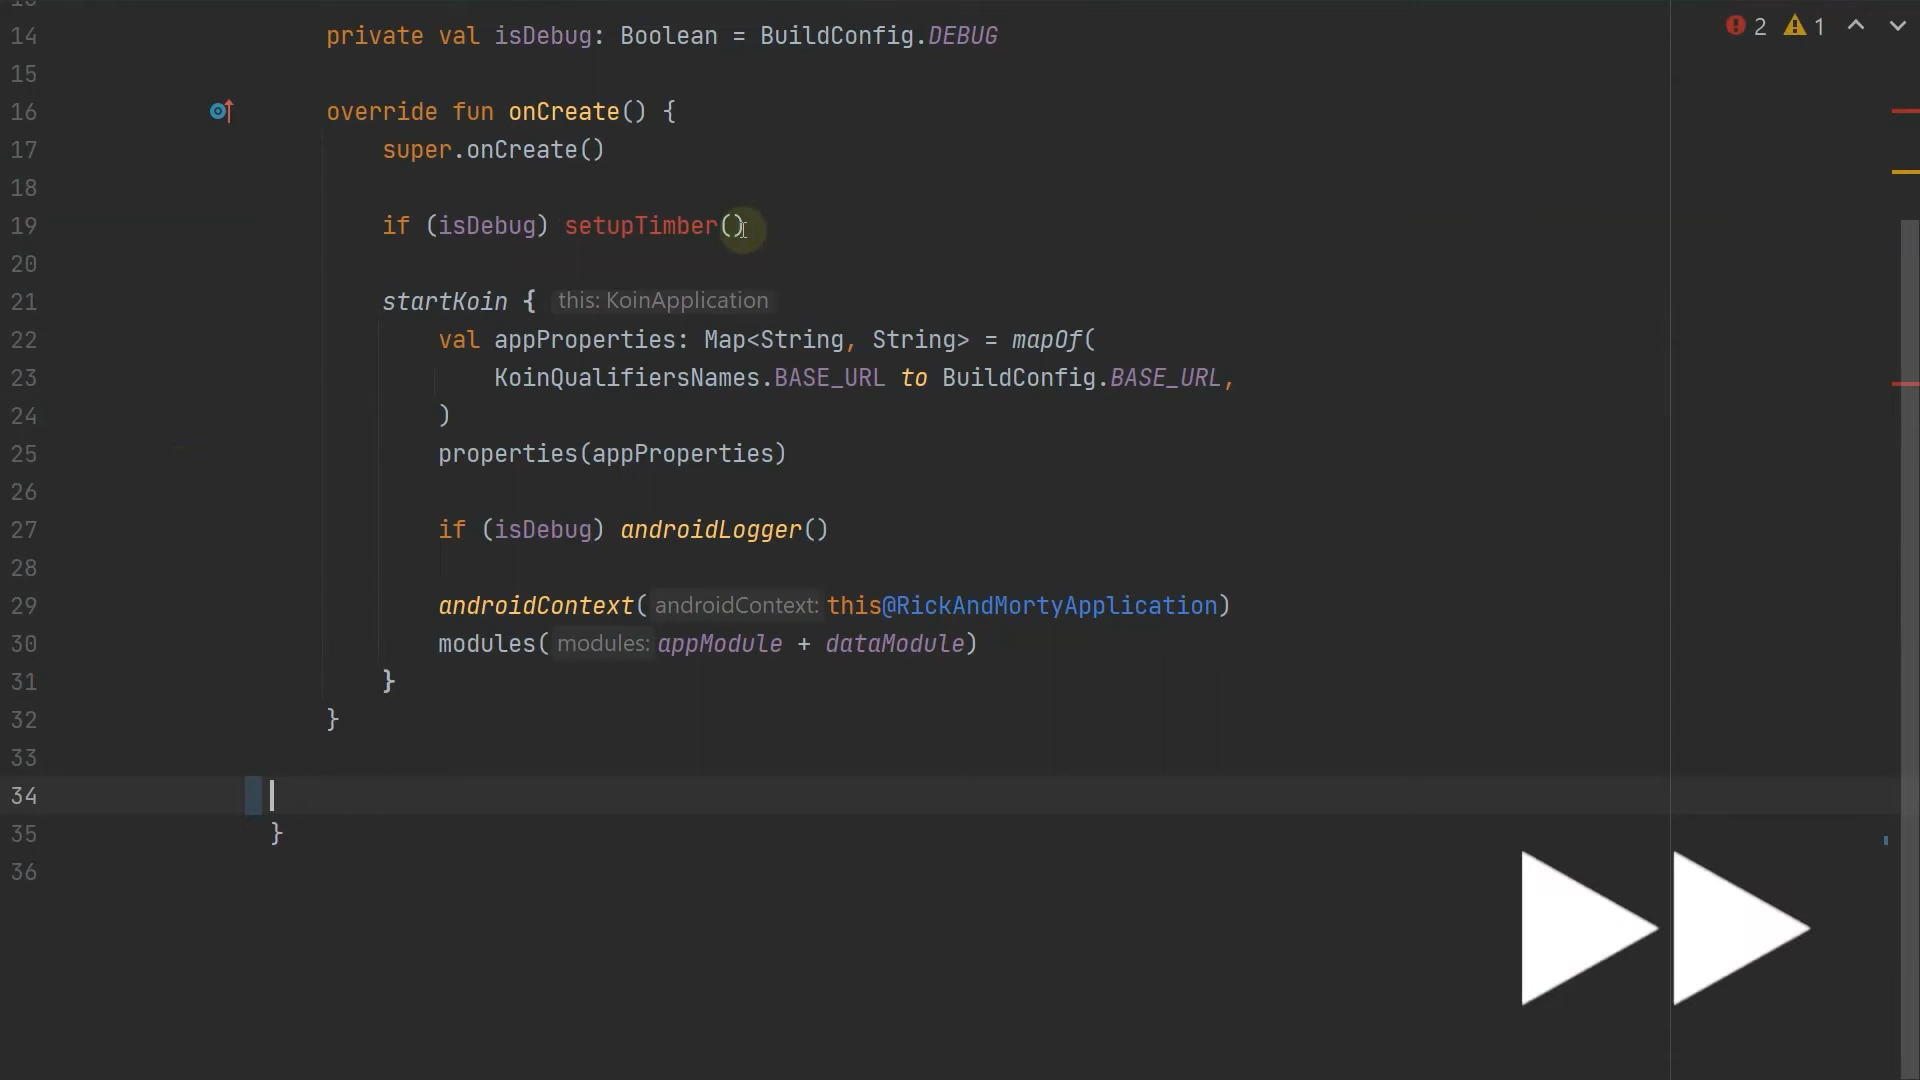 14 private val isDebug: Boolean = BuildConfig.DEBUG
2 1
15
16 override fun onCreate() {
17 super.onCreate()
18
19 if (isDebug) setupTimber()
20
21 startKoin { this: KoinApplication
22 val appProperties: Map<String, String> = mapOf(
23 KoinQualifiersNames.BASE_URL to BuildConfig.BASE_URL,
24 )
25 properties(appProperties)
26
27 if (isDebug) androidLogger()
28
29 androidContext( androidContext: this@RickAndMortyApplication)
30 modules( modules: appModule + dataModule)
31 }
32 }
33
34
35 }
36